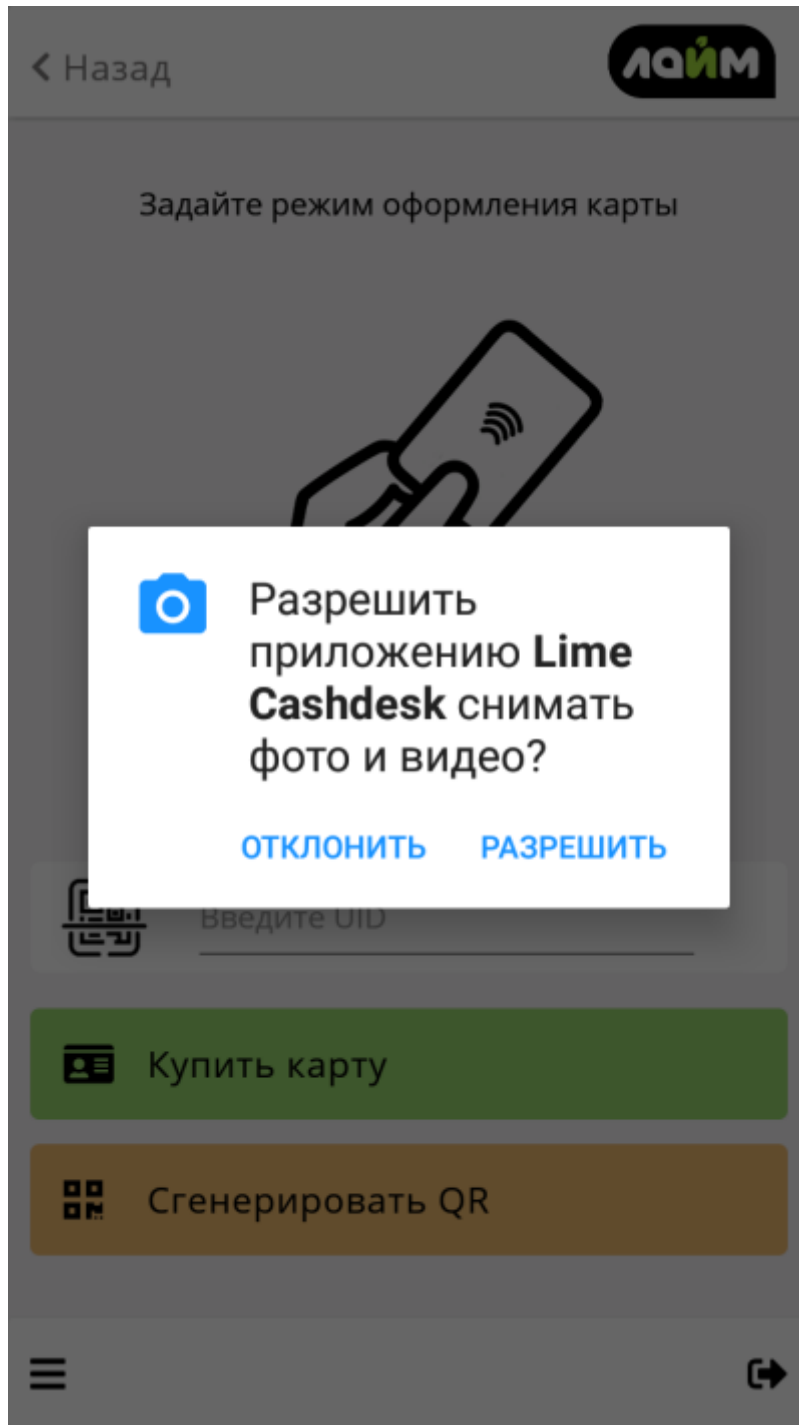 Назад
лайм
Задайте режим оформления карты
Разрешить
приложению Lime
Cashdesk снимать
фото и видео?
ОТКЛОНИТЬ РАЗРЕШИТЬ
Введите UID
Купить карту
Сгенерировать QR